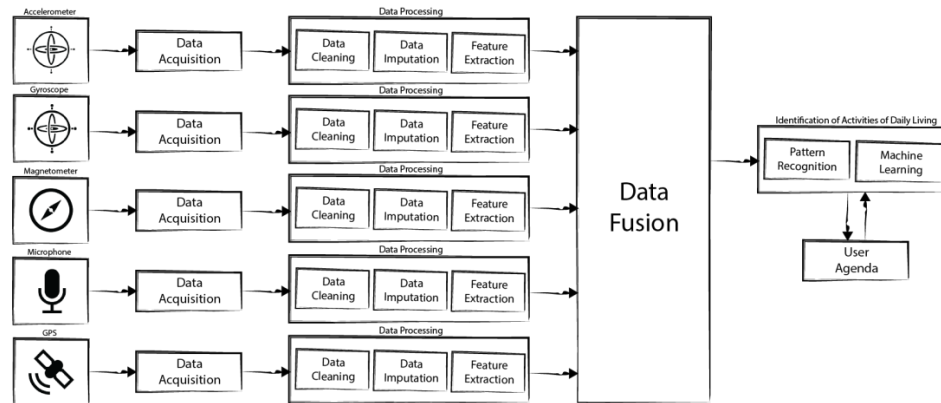 Accelerometer
Data
Acquisition
Data Processing
Data
Cleaning
Data
Imputation
Feature
Extraction
Gyroscope
Data
Acquisition
Data Processing
Data
Cleaning
Data
Imputation
Feature
Extraction
Magnetometer
Data
Acquisition
Data Processing
Data
Cleaning
Data
Imputation
Feature
Extraction
Microphone
Data
Acquisition
Data Processing
Data
Cleaning
Data
Imputation
Feature
Extraction
GPS
Data
Acquisition
Data Processing
Data
Cleaning
Data
Imputation
Feature
Extraction
Data
Fusion
Identification of Activities of Daily Living
Pattern
Recognition
Machine
Learning
User
Agenda